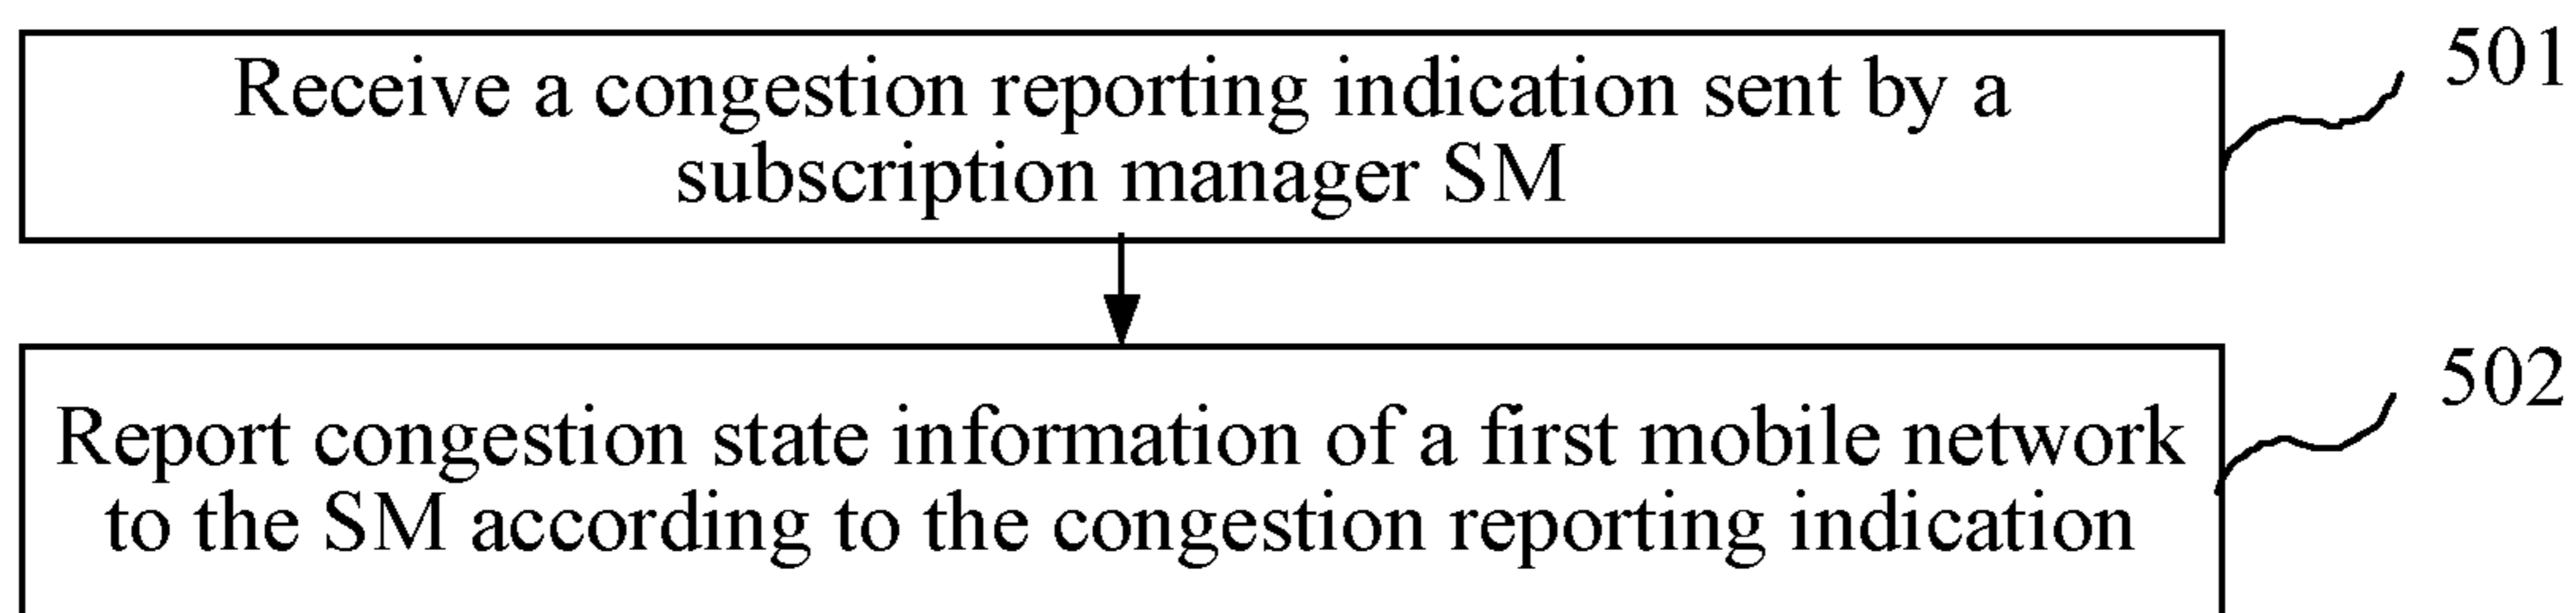 Receive a congestion reporting indication sent by a
subscription manager SM
501
Report congestion state information of a first mobile network
to the SM according to the congestion reporting indication
502